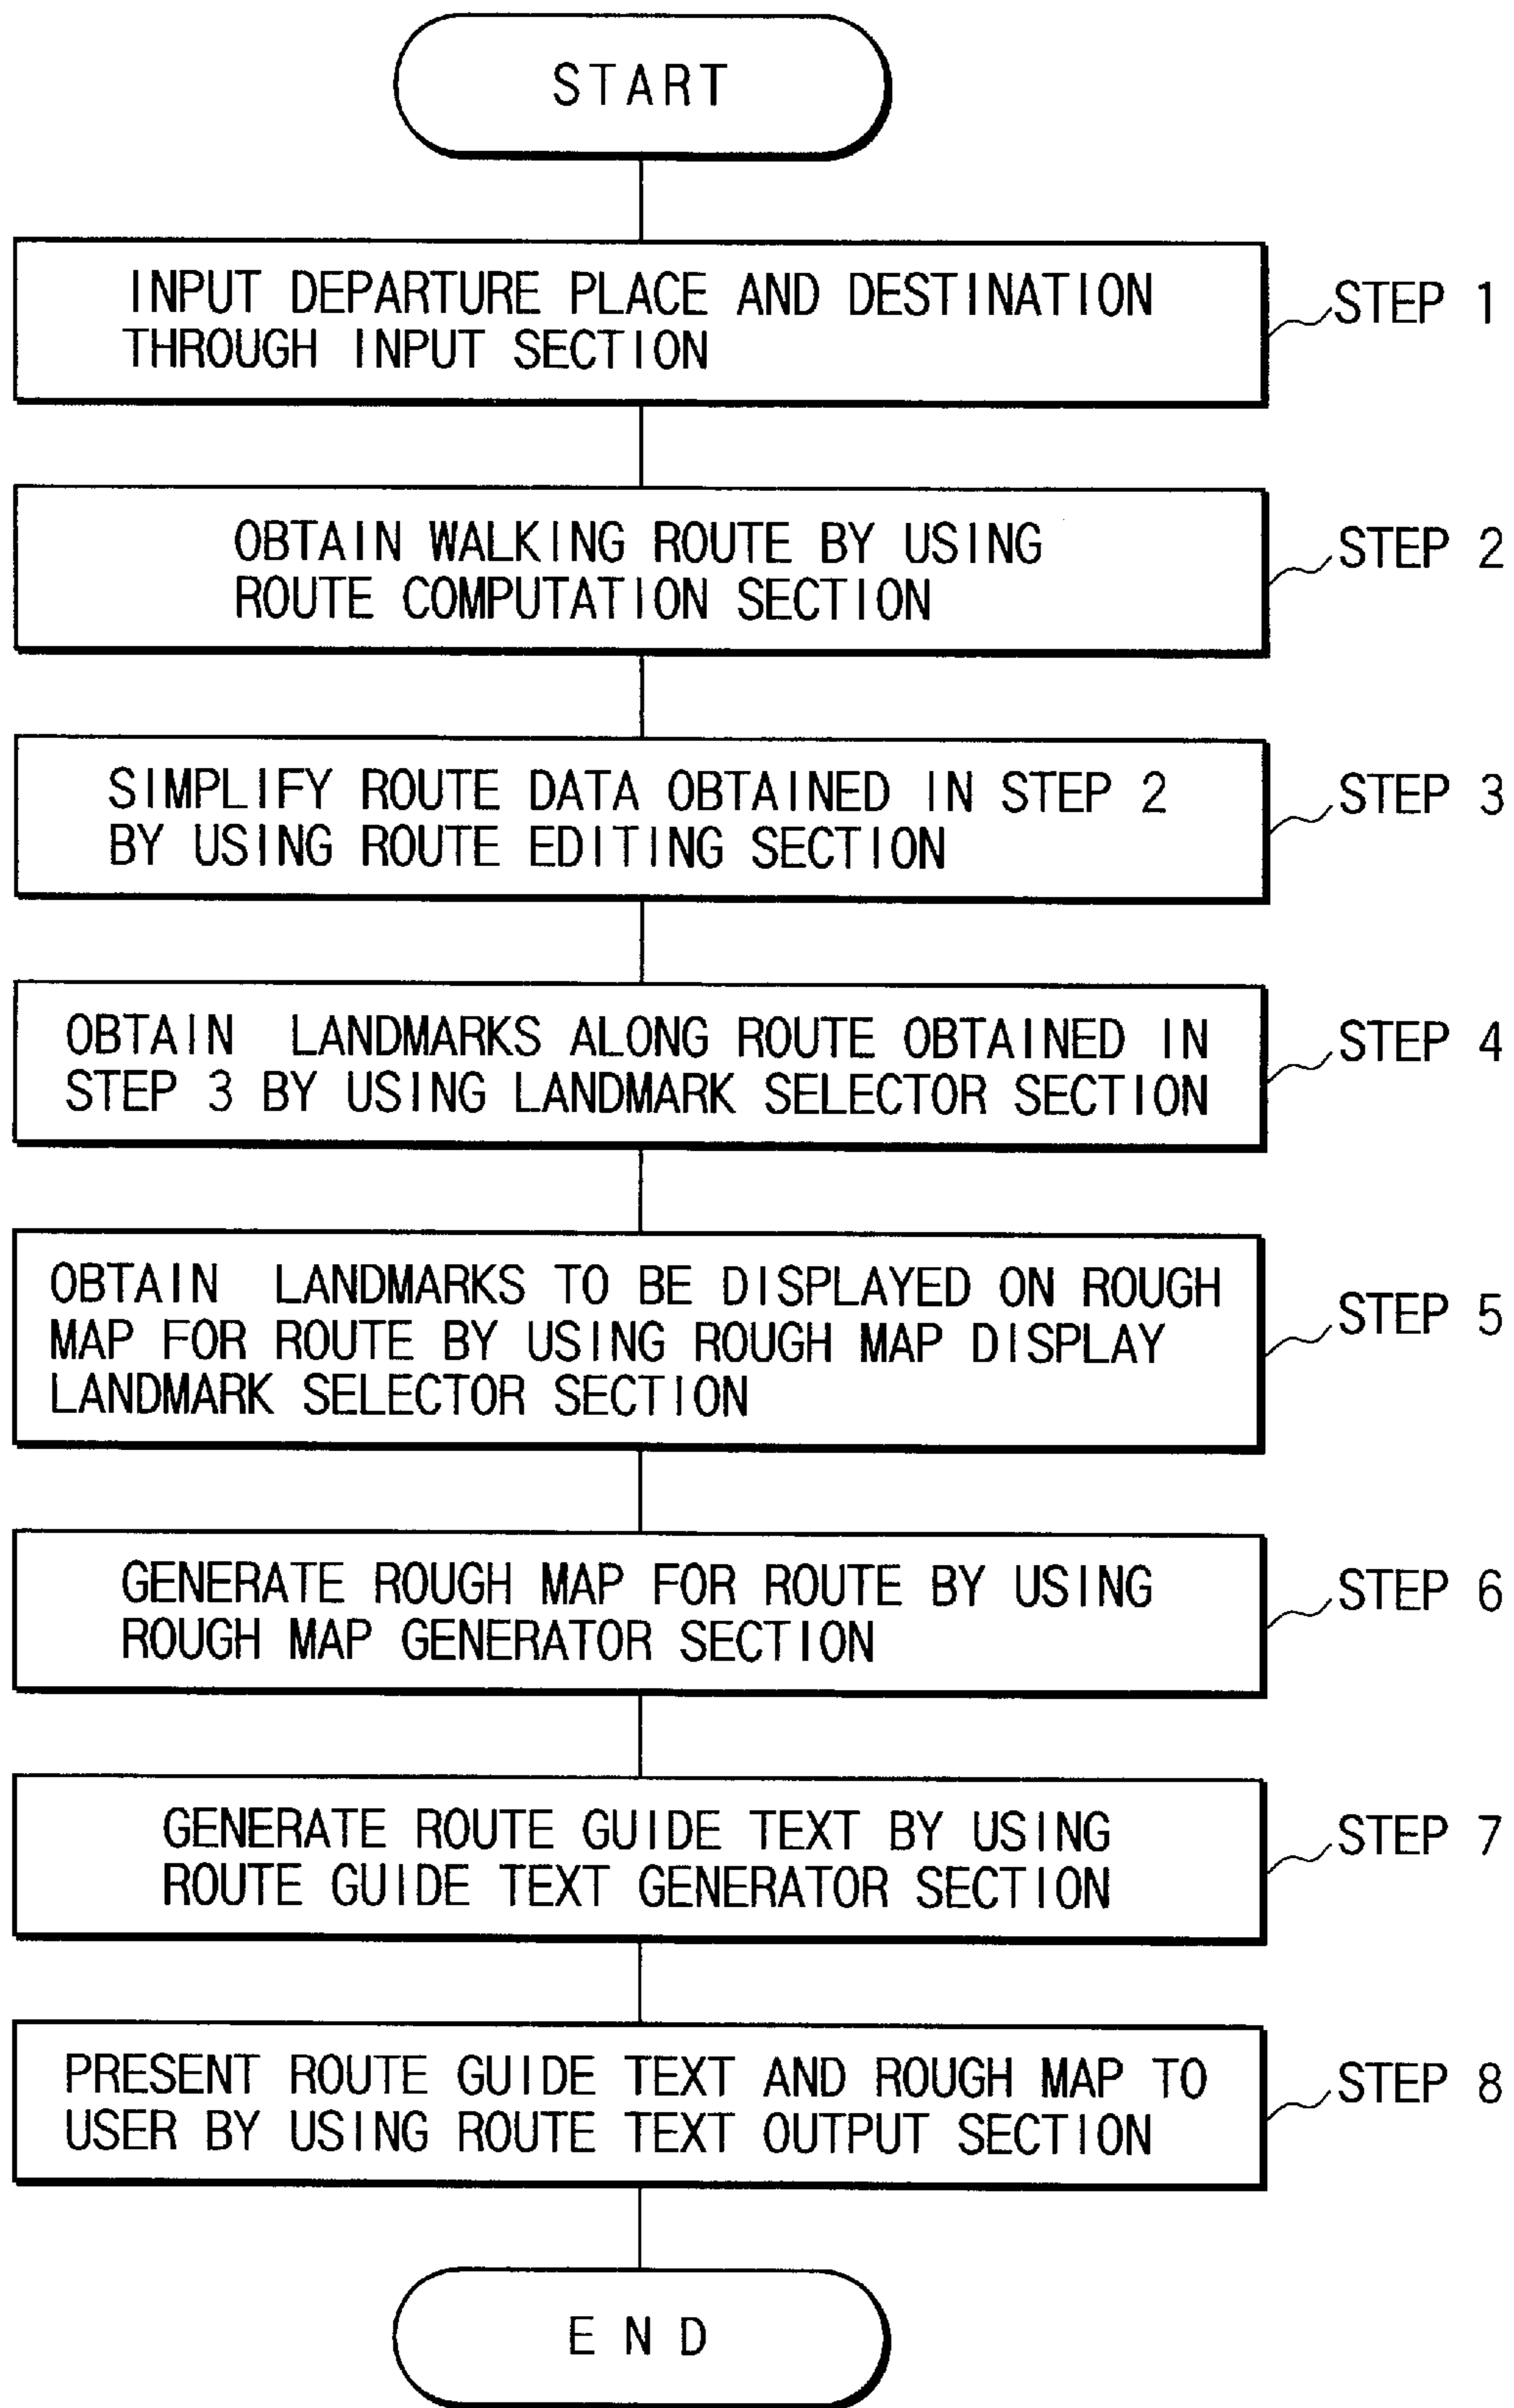 START
INPUT DEPARTURE PLACE AND DESTINATION
THROUGH INPUT SECTION
STEP 1
OBTAIN WALKING ROUTE BY USING
ROUTE COMPUTATION SECTION
STEP 2
SIMPLIFY ROUTE DATA OBTAINED IN STEP 2
BY USING ROUTE EDITING SECTION
STEP 3
OBTAIN LANDMARKS ALONG ROUTE OBTAINED IN
STEP 3 BY USING LANDMARK SELECTOR SECTION
STEP 4
OBTAIN LANDMARKS TO BE DISPLAYED ON ROUGH
MAP FOR ROUTE BY USING ROUGH MAP DISPLAY
LANDMARK SELECTOR SECTION
STEP 5
GENERATE ROUGH MAP FOR ROUTE BY USING
ROUGH MAP GENERATOR SECTION
STEP 6
GENERATE ROUTE GUIDE TEXT BY USING
ROUTE GUIDE TEXT GENERATOR SECTION
STEP 7
PRESENT ROUTE GUIDE TEXT AND ROUGH MAP TO
USER BY USING ROUTE TEXT OUTPUT SECTION
STEP 8
END